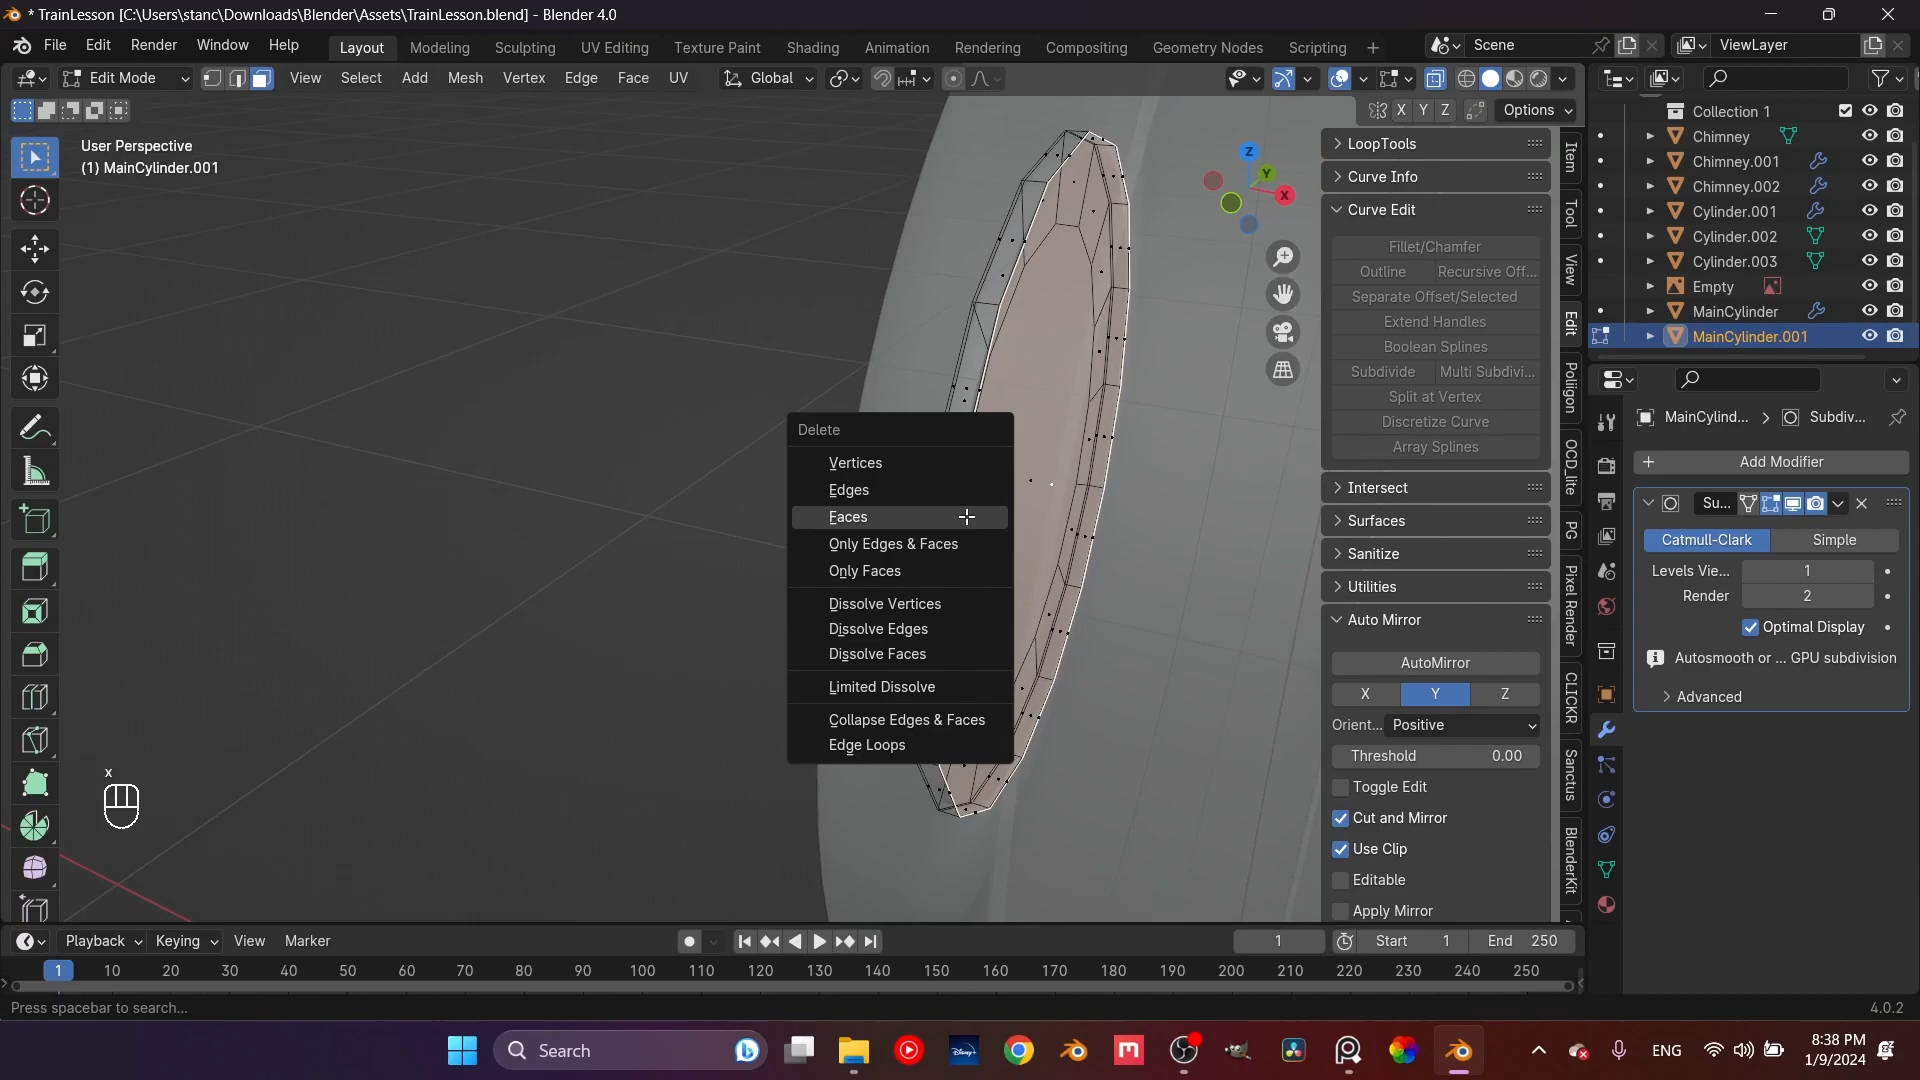 * TrainLesson [C:\Users\stanc\Downloads\Blender\Assets\TrainLesson.blend] - Blender 4.0
File Edit Render Window Help
Layout Modeling Sculpting UV Editing Texture Paint Shading Animation Rendering Compositing Geometry Nodes Scripting +
Scene
ViewLayer
Edit Mode View Select Add Mesh Vertex Edge Face UV Global
X Y Z Options
User Perspective
(1) MainCylinder.001
Z
Y
X
LoopTools
Curve Info
Curve Edit
Fillet/Chamfer
Outline Recursive Off...
Separate Offset/Selected
Extend Handles
Boolean Splines
Subdivide Multi Subdivi...
Split at Vertex
Discretize Curve
Array Splines
Intersect
Surfaces
Sanitize
Utilities
Auto Mirror
AutoMirror
X Y Z
Orient... Positive
Threshold 0.00
Toggle Edit
Cut and Mirror
Use Clip
Editable
Apply Mirror
Item
Tool
View
Edit
Poliigon
OCD_lite
PG
Pixel Render
CLICKR
Sanctus
BlenderKit
Delete
Vertices
Edges
Faces
Only Edges & Faces
Only Faces
Dissolve Vertices
Dissolve Edges
Dissolve Faces
Limited Dissolve
Collapse Edges & Faces
Edge Loops
x
Collection 1
Chimney
Chimney.001
Chimney.002
Cylinder.001
Cylinder.002
Cylinder.003
Empty
MainCylinder
MainCylinder.001
MainCylind... > Subdiv...
+ Add Modifier
Su...
Catmull-Clark Simple
Levels Vie... 1
Render 2
Optimal Display
Autosmooth or ... GPU subdivision
Advanced
Playback Keying View Marker
1 Start 1 End 250
1 10 20 30 40 50 60 70 80 90 100 110 120 130 140 150 160 170 180 190 200 210 220 230 240 250
Press spacebar to search...
4.0.2
Search
Disney+
ENG
8:38 PM
1/9/2024